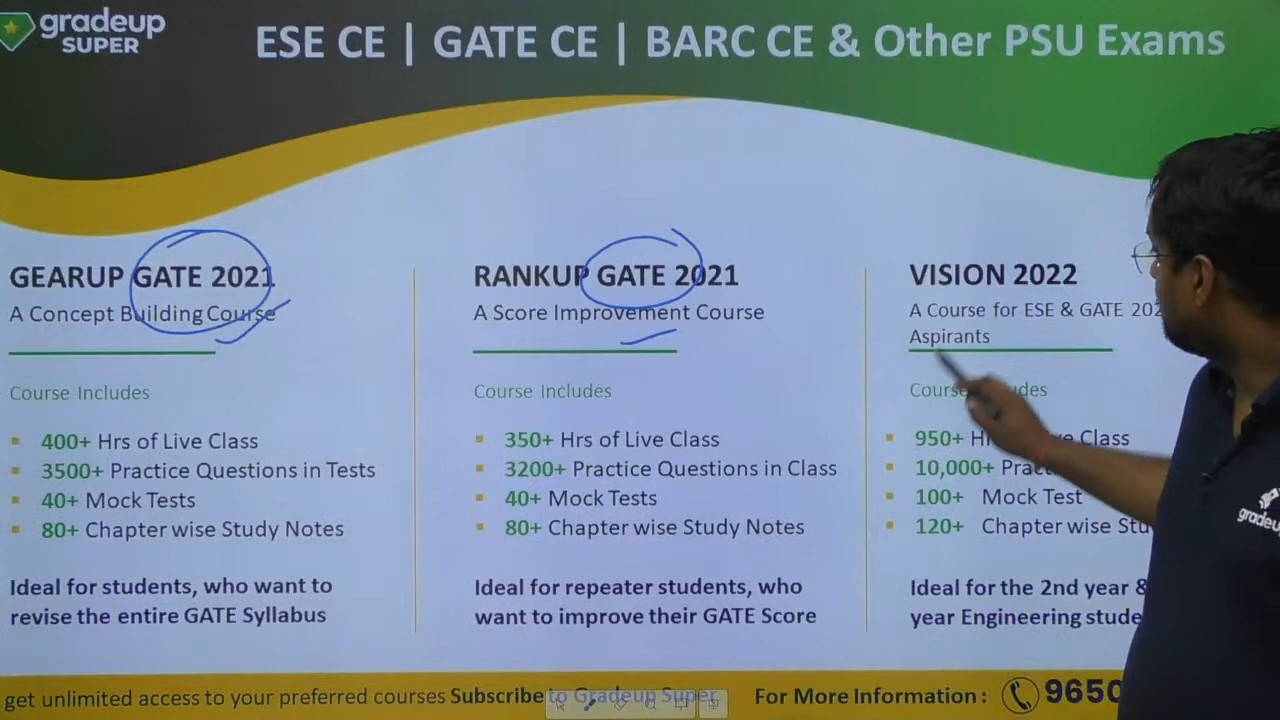 gradeup
SUPER
ESE CE | GATE CE | BARC CE & Other PSU Exams
GEARUP GATE 2021
A Concept Building Course
Course Includes
400+ Hrs of Live Class
3500+ Practice Questions in Tests
40+ Mock Tests
80+ Chapter wise Study Notes
Ideal for students, who want to
revise the entire GATE Syllabus
RANKUP GATE 2021
A Score Improvement Course
Course Includes
350+ Hrs of Live Class
3200+ Practice Questions in Class
40+ Mock Tests
80+ Chapter wise Study Notes
Ideal for repeater students, who
want to improve their GATE Score
VISION 2022
A Course for ESE & GATE
Aspirants
950+ Class
10,000+
100+ Mock Test
120+ Chapter wise
Ideal for the 2nd year &
year Engineering
get unlimited access to your preferred courses Subscribe to Gradeup Super
For More Information : 9650
gradeup